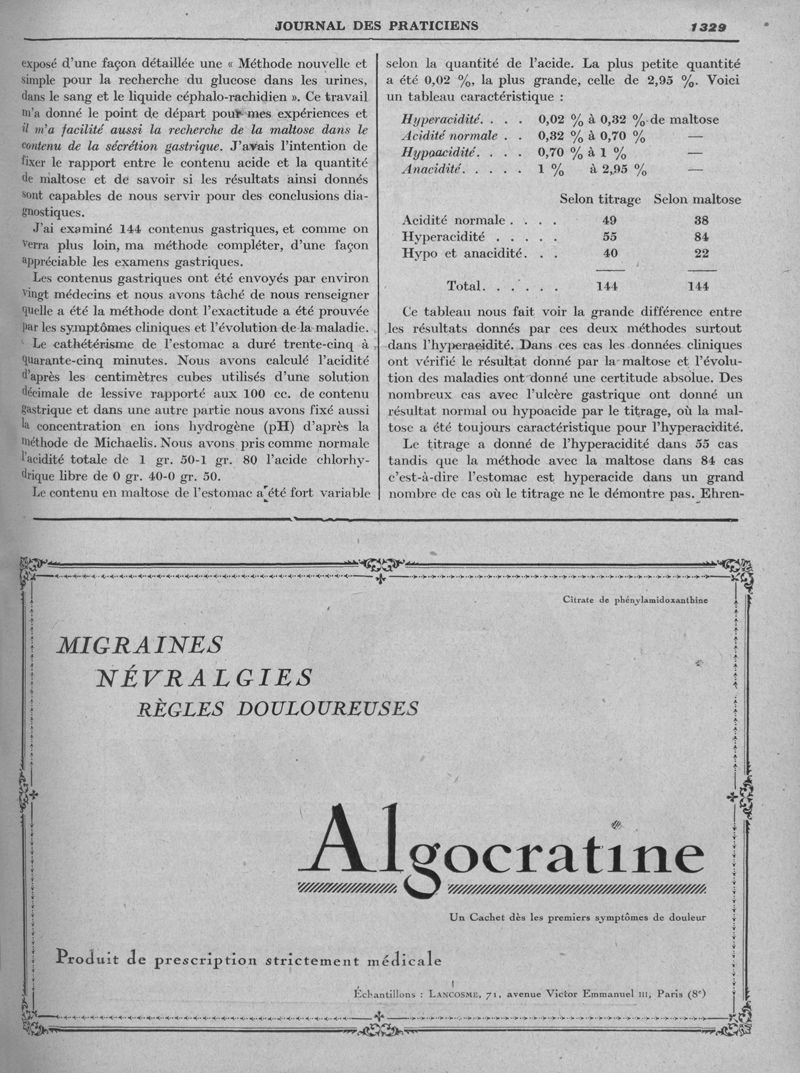 JOURNAL DES PRATICIENS 1329
exposé d'une façon détaillée une « Méthode nouvelle et
simple pour la recherche du glucose dans les urines,
dans le sang et le liquide céphalo-rachidien ». Ce travail
m'a donné le point de départ pour mes expériences et
il m'a facilité aussi la recherche de la maltose dans le
contenu de la sécrétion gastrique. J'avais l'intention de
fixer le rapport entre le contenu acide et la quantité
de maltose et de savoir si les résultats ainsi donnés
sont capables de nous servir pour des conclusions dia-
gnostiques.
J'ai examiné 144 contenus gastriques, et comme on
verra plus loin, ma méthode compléter, d'une façon
appréciable les examens gastriques.
Les contenus gastriques ont été envoyés par environ
vingt médecins et nous avons tâché de nous renseigner
quelle a été la méthode dont l'exactitude a été prouvée
par les symptômes cliniques et l'évolution de la maladie.
Le cathétérisme de l'estomac a duré trente-cinq à
quarante-cinq minutes. Nous avons calculé l'acidité
d'après les centimètres cubes utilisés d'une solution
décimale de lessive rapporté aux 100 cc. de contenu
gastrique et dans une autre partie nous avons fixé aussi
la concentration en ions hydrogène (pH) d'après la
méthode de Michaelis. Nous avons pris comme normale
l'acidité totale de 1 gr. 50-1 gr. 80 l'acide chlorhy-
drique libre de 0 gr. 40-0 gr. 50.
Le contenu en maltose de l'estomac a été fort variable
selon la quantité de l'acide. La plus petite quantité
a été 0,02 %, la plus grande, celle de 2,95 %. Voici
un tableau caractéristique :
Hyperacidité. . . . 0,02 % à 0,32 % de maltose
Acidité normale . . 0,32 % à 0,70 % —
Hypoacidité. . . . 0,70 % à 1 % —
Anacidité. . . . . 1 % à 2,95 % —
Selon titrage Selon maltose
Acidité normale . . . . 49 38
Hyperacidité . . . . . 55 84
Hypo et anacidité. . . 40 22
Total. . . . . . 144 144
Ce tableau nous fait voir la grande différence entre
les résultats donnés par ces deux méthodes surtout
dans l'hyperacidité. Dans ces cas les données cliniques
ont vérifié le résultat donné par la maltose et l'évolu-
tion des maladies ont donné une certitude absolue. Des
nombreux cas avec l'ulcère gastrique ont donné un
résultat normal ou hypoacide par le titrage, où la mal-
tose a été toujours caractéristique pour l'hyperacidité.
Le titrage a donné de l'hyperacidité dans 55 cas
tandis que la méthode avec la maltose dans 84 cas
c'est-à-dire l'estomac est hyperacide dans un grand
nombre de cas où le titrage ne le démontre pas. Ehren-
Citrate de phénylamidoxanthine
MIGRAINES
NÉVRALGIES
RÈGLES DOULOUREUSES
Algocratine
Un Cachet dès les premiers symptômes de douleur
Produit de prescription strictement médicale
Échantillons : LANCOSME, 71, avenue Victor Emmanuel III, Paris (8e)